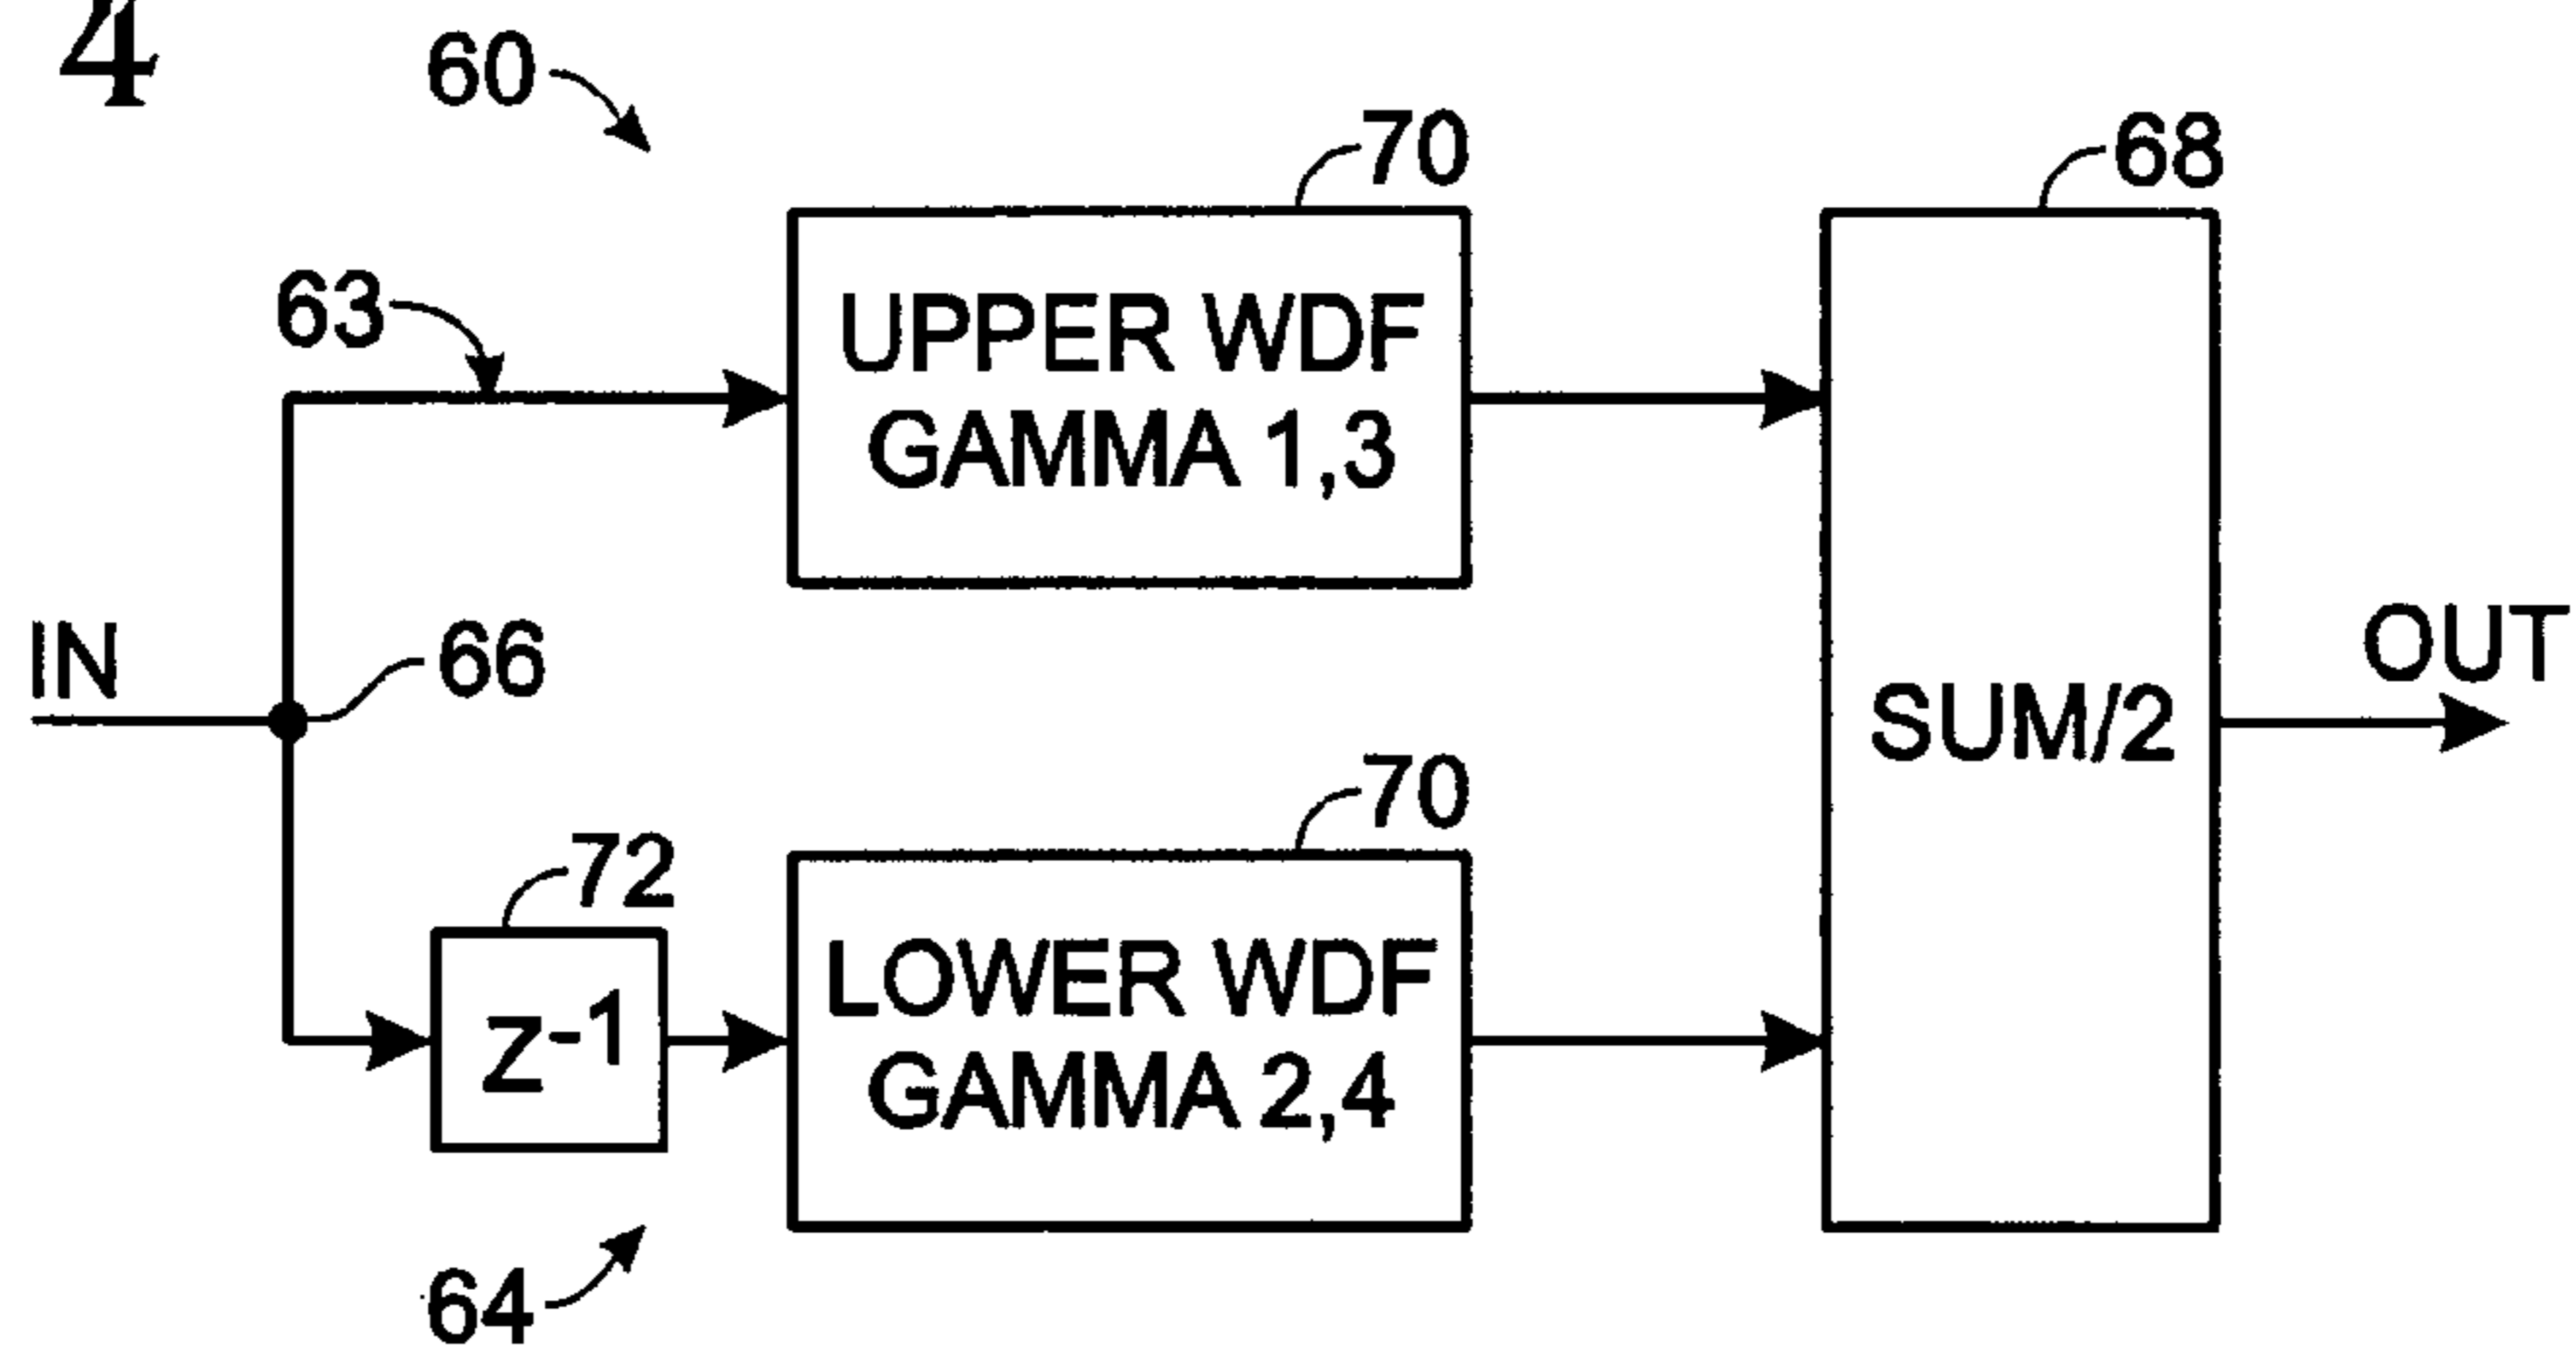 4
60
70
68
63
UPPER WDF
GAMMA 1,3
IN
66
OUT
SUM/2
70
72
Z-1
LOWER WDF
GAMMA 2,4
64